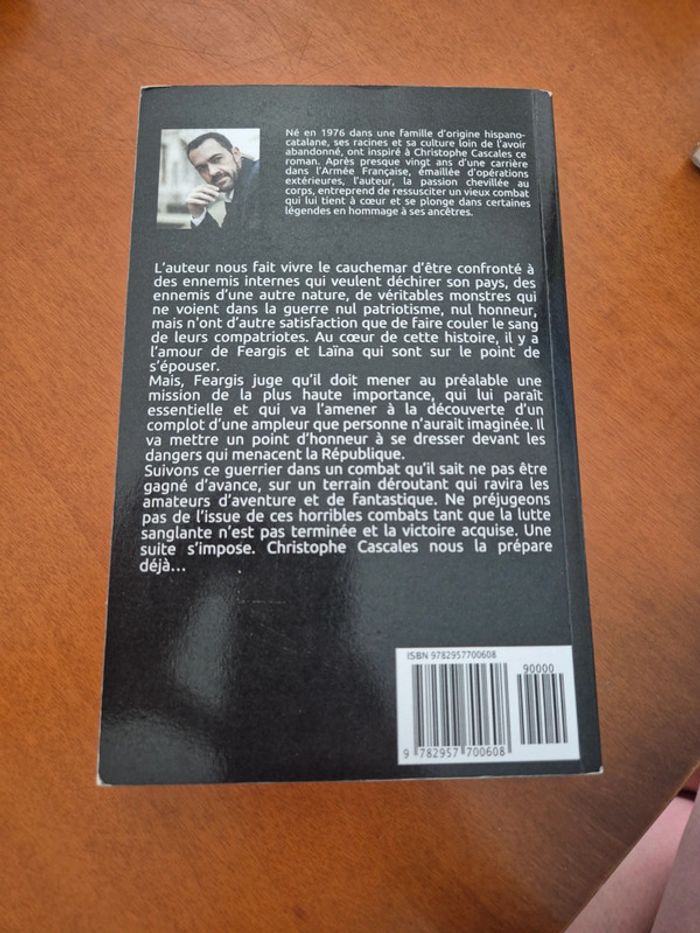 Né en 1976 dans une famille d'origine hispano-
catalane, ses racines et sa culture loin de l'avoir
abandonné, ont inspiré à Christophe Cascales ce
roman. Après presque vingt ans d'une carrière
dans l'Armée Française, émaillée d'opérations
extérieures, l'auteur, la passion chevillée au
corps, entreprend de ressusciter un vieux combat
qui lui tient à cœur et se plonge dans certaines
légendes en hommage à ses ancêtres.
L'auteur nous fait vivre le cauchemar d'être confronté à
des ennemis internes qui veulent déchirer son pays, des
ennemis d'une autre nature, de véritables monstres qui
ne voient dans la guerre nul patriotisme, nul honneur,
mais n'ont d'autre satisfaction que de faire couler le sang
de leurs compatriotes. Au cœur de cette histoire, il y a
l'amour de Feargis et Laïna qui sont sur le point de
s'épouser.
Mais, Feargis juge qu'il doit mener au préalable une
mission de la plus haute importance, qui lui paraît
essentielle et qui va l'amener à la découverte d'un
complot d'une ampleur que personne n'aurait imaginée. Il
va mettre un point d'honneur à se dresser devant les
dangers qui menacent la République.
Suivons ce guerrier dans un combat qu'il sait ne pas être
gagné d'avance, sur un terrain déroutant qui ravira les
amateurs d'aventure et de fantastique. Ne préjugeons
pas de l'issue de ces horribles combats tant que la lutte
sanglante n'est pas terminée et la victoire acquise. Une
suite s'impose. Christophe Cascales nous la prépare
déjà...
ISBN 9782957700608
90000
9 782957 700608